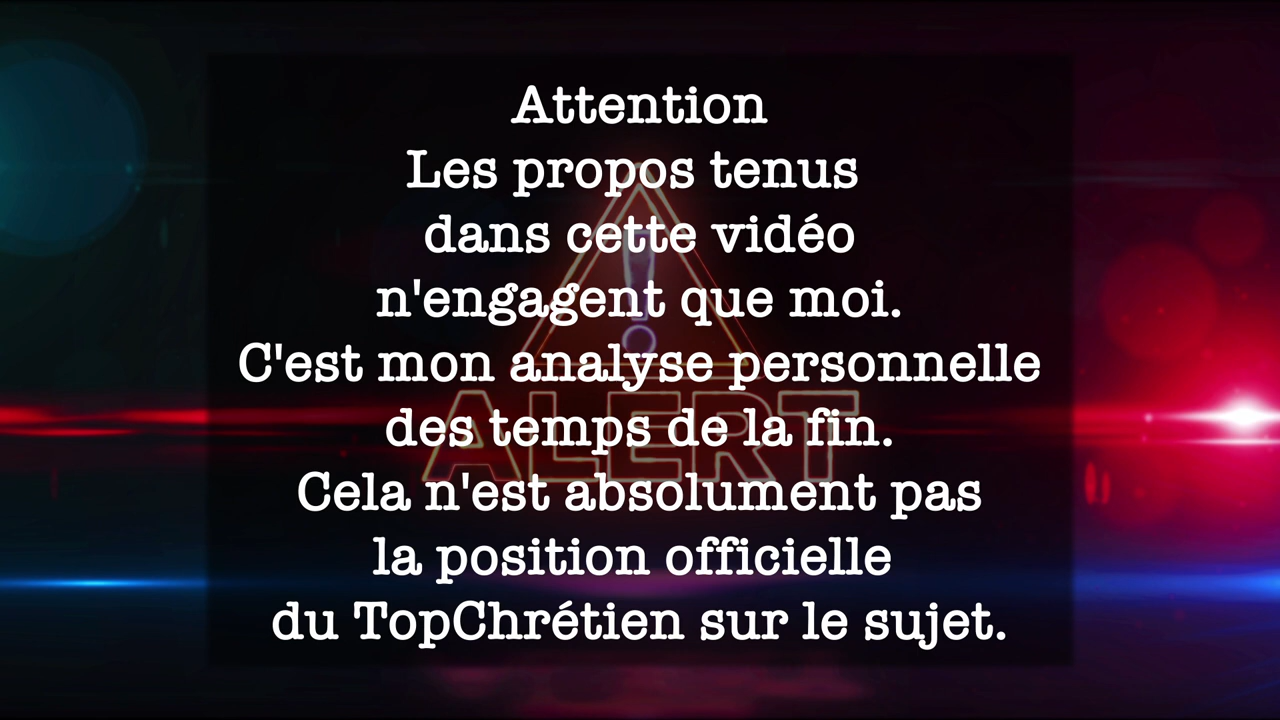 Attention
Les propos tenus
dans cette vidéo
n'engagent que moi.
C'est mon analyse personnelle
des temps de la fin.
Cela n'est absolument pas
la position officielle
du TopChrétien sur le sujet.
!
ALERT